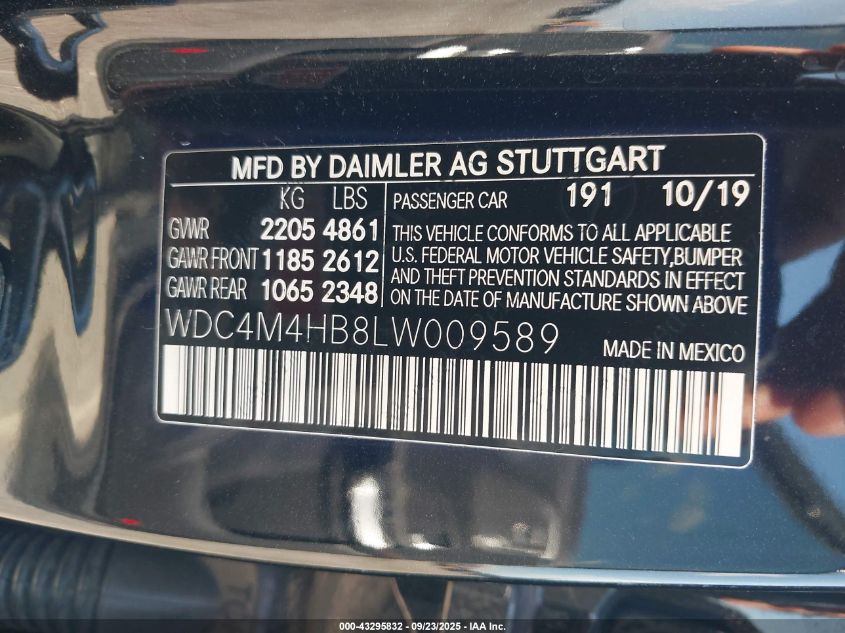 MFD BY DAIMLER AG STUTTGART
KG LBS
GVWR 2205 4861
GAWR FRONT 1185 2612
GAWR REAR 1065 2348
PASSENGER CAR 191 10/19
THIS VEHICLE CONFORMS TO ALL APPLICABLE
U.S. FEDERAL MOTOR VEHICLE SAFETY,BUMPER
AND THEFT PREVENTION STANDARDS IN EFFECT
ON THE DATE OF MANUFACTURE SHOWN ABOVE
WDC4M4HB8LW009589
MADE IN MEXICO
000-43295832 - 09/23/2025 - IAA Inc.